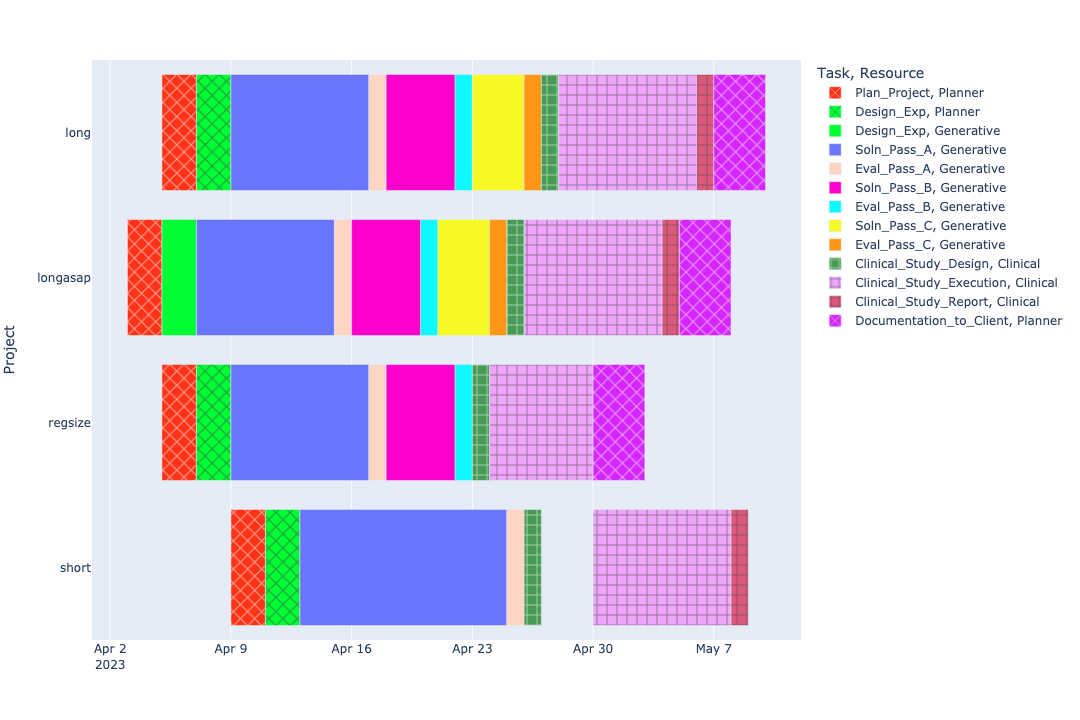 Task, Resource
Plan_Project, Planner
Design_Exp, Planner
Design_Exp, Generative
Soln_Pass_A, Generative
Eval_Pass_A, Generative
Soln_Pass_B, Generative
Eval_Pass_B, Generative
Soln_Pass_C, Generative
Eval_Pass_C, Generative
Clinical_Study_Design, Clinical
Clinical_Study_Execution, Clinical
Clinical_Study_Report, Clinical
Documentation_to_Client, Planner
Project
long
longasap
regsize
short
Apr 2 Apr 9 Apr 16 Apr 23 Apr 30 May 7
2023